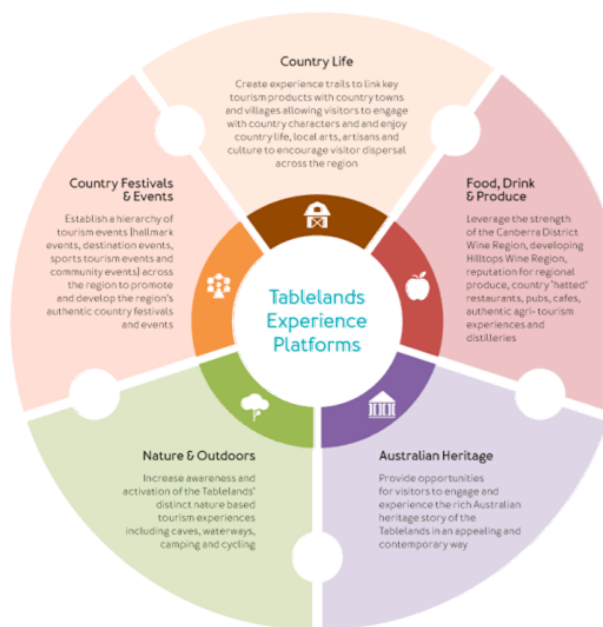 Country Life
Create experience trails to link key
tourism products with country towns
and villages allowing visitors to engage
with country characters and and enjoy
country life, local arts, artisans and
culture to encourage visitor dispersal
across the region
Country Festivals
& Events
Establish a hierarchy of
tourism events (hallmark
events, destination events,
sports tourism events and
community events) across
the region to promote
and develop the region's
authentic country festivals
and events
Food, Drink
& Produce
Leverage the strength
of the Canberra District
Wine Region, developing
Hilltops Wine Region,
reputation for regional
produce, country "hatted"
restaurants, pubs, cafes,
authentic agri- tourism
experiences and
distilleries
Tablelands
Experience
Platforms
Nature & Outdoors
Increase awareness and
activation of the Tablelands'
distinct nature based
tourism experiences
including caves, waterways,
camping and cycling
Australian Heritage
Provide opportunities
for visitors to engage and
experience the rich Australian
heritage story of the
Tablelands in an appealing and
contemporary way